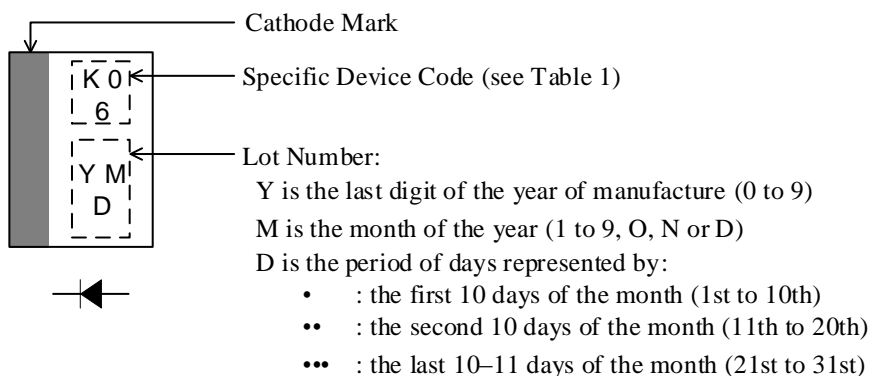 Cathode Mark
K 0
6
Specific Device Code (see Table 1)
Y M
D
Lot Number:
Y is the last digit of the year of manufacture (0 to 9)
M is the month of the year (1 to 9, O, N or D)
D is the period of days represented by:
• : the first 10 days of the month (1st to 10th)
•• : the second 10 days of the month (11th to 20th)
••• : the last 10–11 days of the month (21st to 31st)